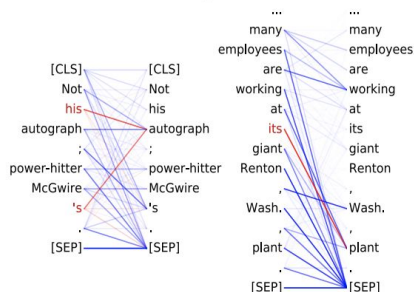 ... ...
many many
employees employees
[CLS] [CLS] are are
Not Not working working
his his at at
autograph autograph its its
; ; giant giant
power-hitter power-hitter Renton Renton
McGwire McGwire , ,
's 's Wash. Wash.
. . , ,
[SEP] [SEP] plant plant
. .
[SEP] [SEP]